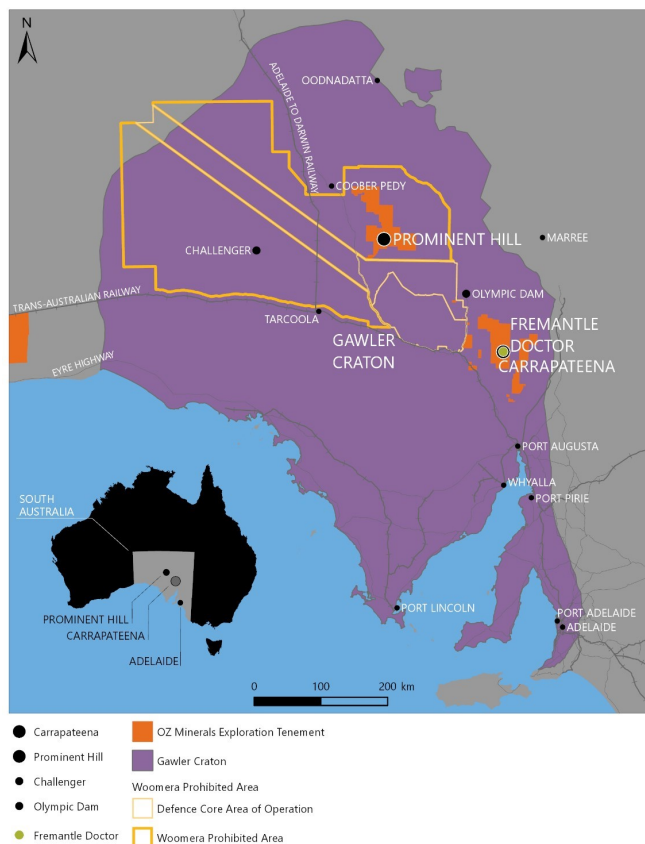 N
OODNADATTA
ADELAIDE TO DARWIN RAILWAY
COOBER PEDY
PROMINENT HILL
MARREE
CHALLENGER
OLYMPIC DAM
TRANS-AUSTRALIAN RAILWAY
TARCOOLA
GAWLER
CRATON
FREMANTLE
DOCTOR
CARRAPATEENA
EYRE HIGHWAY
PORT AUGUSTA
WHYALLA
PORT PIRIE
SOUTH
AUSTRALIA
PROMINENT HILL
CARRAPATEENA
ADELAIDE
PORT LINCOLN
PORT ADELAIDE
ADELAIDE
0 100 200 km
Carrapateena
Prominent Hill
Challenger
Olympic Dam
Fremantle Doctor
OZ Minerals Exploration Tenement
Gawler Craton
Woomera Prohibited Area
Defence Core Area of Operation
Woomera Prohibited Area